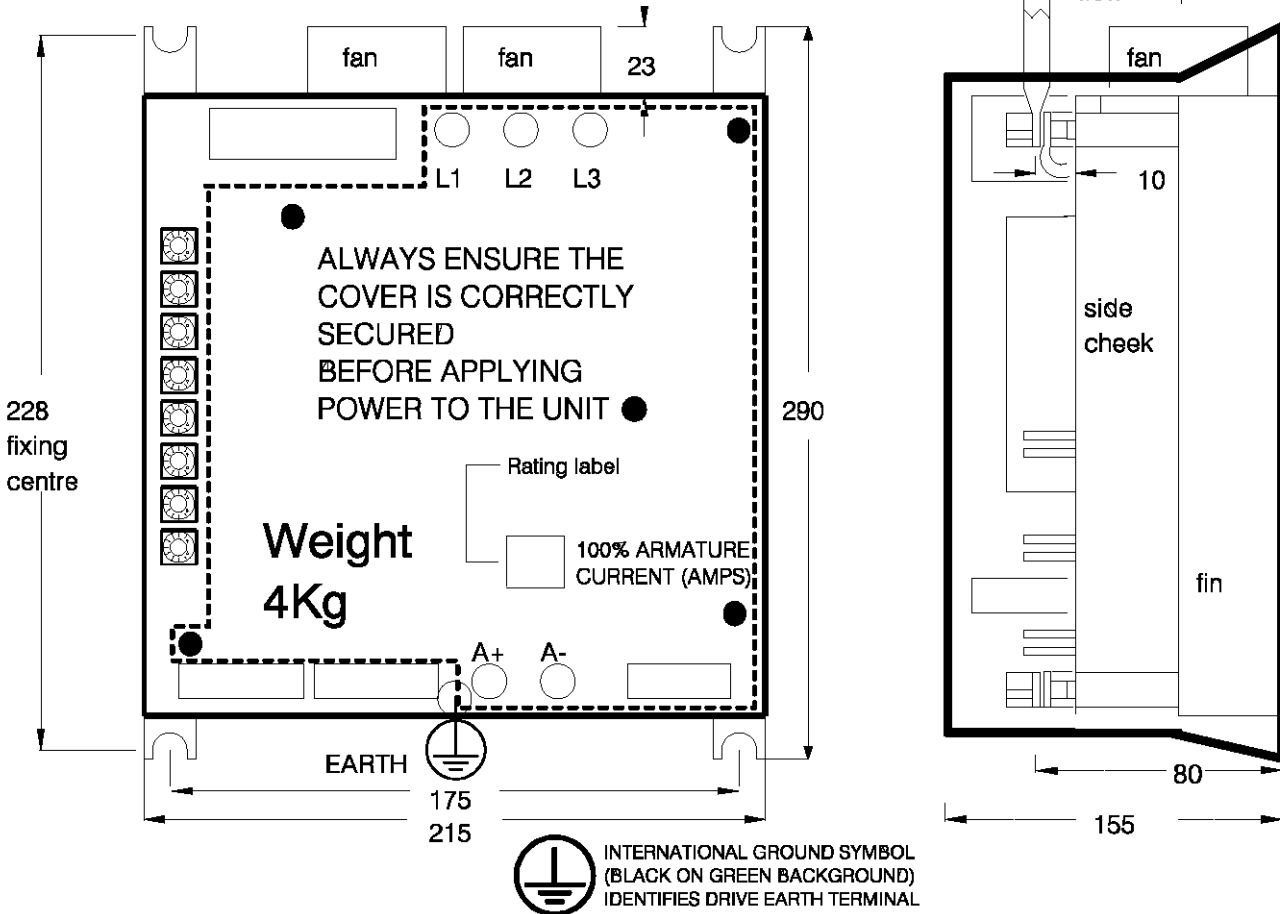 fan
fan
23
fan
L1 L2 L3
10
ALWAYS ENSURE THE
COVER IS CORRECTLY
SECURED
BEFORE APPLYING
POWER TO THE UNIT
side
cheek
228
fixing
centre
290
Rating label
Weight
4Kg
100% ARMATURE
CURRENT (AMPS)
fin
A+ A-
EARTH
175
215
80
155
INTERNATIONAL GROUND SYMBOL
(BLACK ON GREEN BACKGROUND)
IDENTIFIES DRIVE EARTH TERMINAL